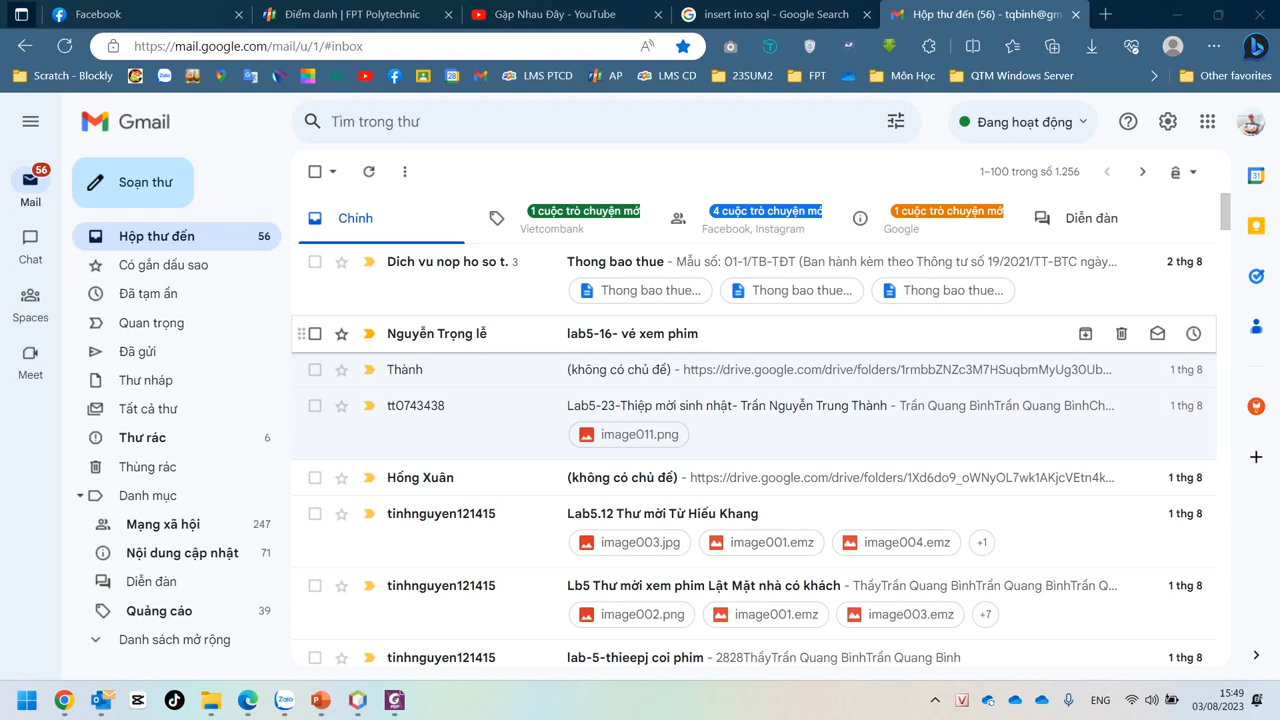 Facebook
Điểm danh | FPT Polytechnic
Gặp Nhau Đây - YouTube
insert into sql - Google Search
Hộp thư đến (56) - tqbinh@gm
https://mail.google.com/mail/u/1/#inbox
Scratch - Blockly
LMS PTCD
AP
LMS CD
23SUM2
FPT
Môn Học
QTM Windows Server
Other favorites
Gmail
Tìm trong thư
Đang hoạt động
56
Mail
Chat
Spaces
Meet
Soạn thư
Hộp thư đến 56
Có gắn dấu sao
Đã tạm ẩn
Quan trọng
Đã gửi
Thư nháp
Tất cả thư
Thư rác 6
Thùng rác
Danh mục
Mạng xã hội 247
Nội dung cập nhật 71
Diễn đàn
Quảng cáo 39
Danh sách mở rộng
1–100 trong số 1.256
Chính
1 cuộc trò chuyện mớ
Vietcombank
4 cuộc trò chuyện mớ
Facebook, Instagram
1 cuộc trò chuyện mớ
Google
Diễn đàn
Dich vu nop ho so t. 3 Thong bao thue - Mẫu số: 01-1/TB-TĐT (Ban hành kèm theo Thông tư số 19/2021/TT-BTC ngày... 2 thg 8
Thong bao thue... Thong bao thue... Thong bao thue...
Nguyễn Trọng lễ lab5-16- vé xem phim
Thành (không có chủ đề) - https://drive.google.com/drive/folders/1rmbbZNZc3M7HSuqbmMyUg30Ub... 1 thg 8
tt0743438 Lab5-23-Thiệp mời sinh nhật- Trần Nguyễn Trung Thành - Trần Quang BìnhTrần Quang BìnhCh... 1 thg 8
image011.png
Hồng Xuân (không có chủ đề) - https://drive.google.com/drive/folders/1Xd6do9_oWNyOL7wk1AKjcVEtn4k... 1 thg 8
tinhnguyen121415 Lab5.12 Thư mời Từ Hiếu Khang 1 thg 8
image003.jpg image001.emz image004.emz +1
tinhnguyen121415 Lb5 Thư mời xem phim Lật Mặt nhà có khách - ThầyTrần Quang BìnhTrần Quang BìnhTrần Q... 1 thg 8
image002.png image001.emz image003.emz +7
tinhnguyen121415 lab-5-thieepj coi phim - 2828ThầyTrần Quang BìnhTrần Quang Bình 1 thg 8
ENG
15:49
03/08/2023